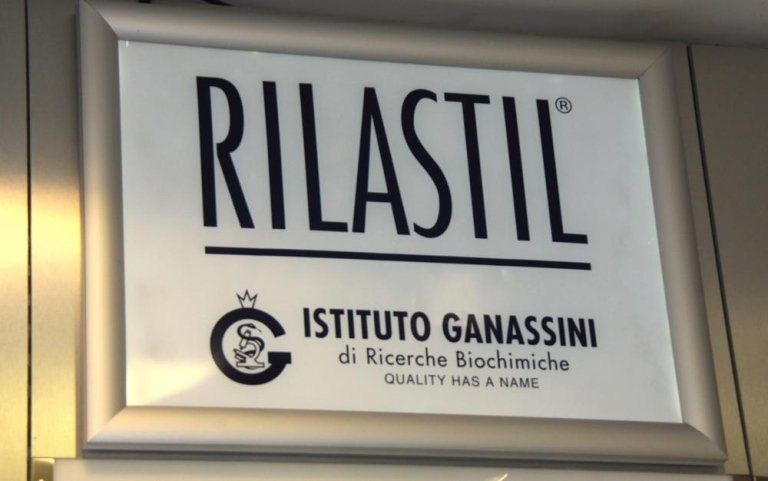 RILASTIL®
ISTITUTO GANASSINI
di Ricerche Biochimiche
QUALITY HAS A NAME